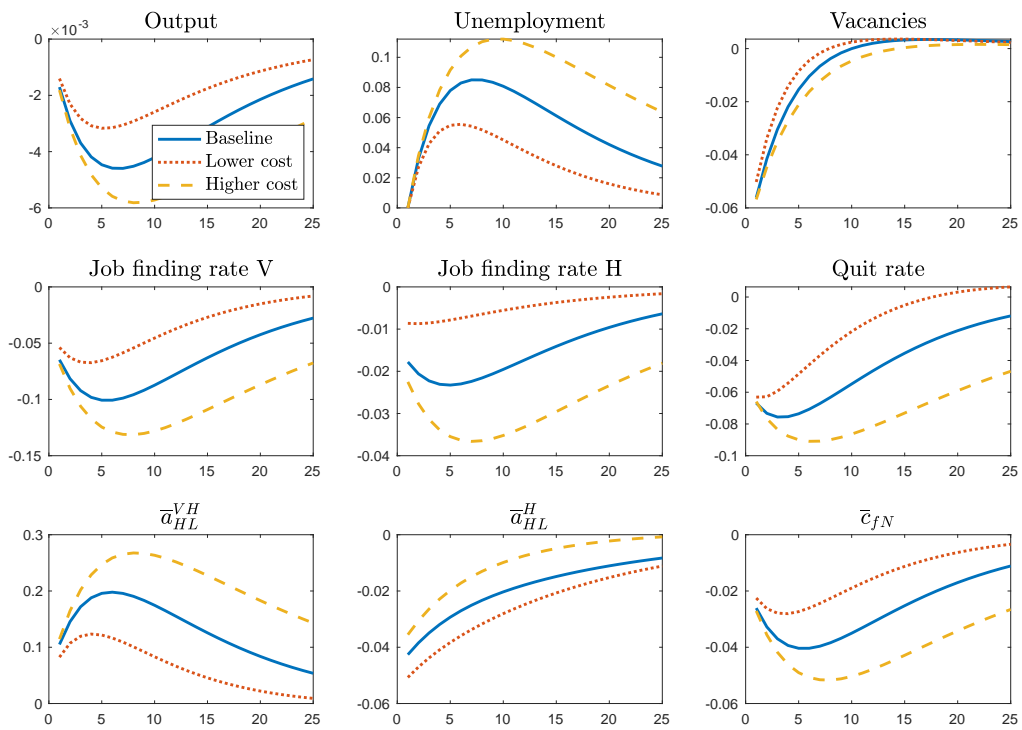 Output
Unemployment
Vacancies
×10⁻³
0
-2
-4
-6
0 5 10 15 20 25
Baseline
Lower cost
Higher cost
0.1
0.08
0.06
0.04
0.02
0
0 5 10 15 20 25
0
-0.02
-0.04
-0.06
0 5 10 15 20 25
Job finding rate V
Job finding rate H
Quit rate
0
-0.05
-0.1
-0.15
0 5 10 15 20 25
0
-0.01
-0.02
-0.03
-0.04
0 5 10 15 20 25
0
-0.02
-0.04
-0.06
-0.08
-0.1
0 5 10 15 20 25
a̅ᵛᴴ_HL
a̅ᴴ_HL
c̅_fN
0.3
0.2
0.1
0
0 5 10 15 20 25
0
-0.02
-0.04
-0.06
0 5 10 15 20 25
0
-0.02
-0.04
-0.06
0 5 10 15 20 25